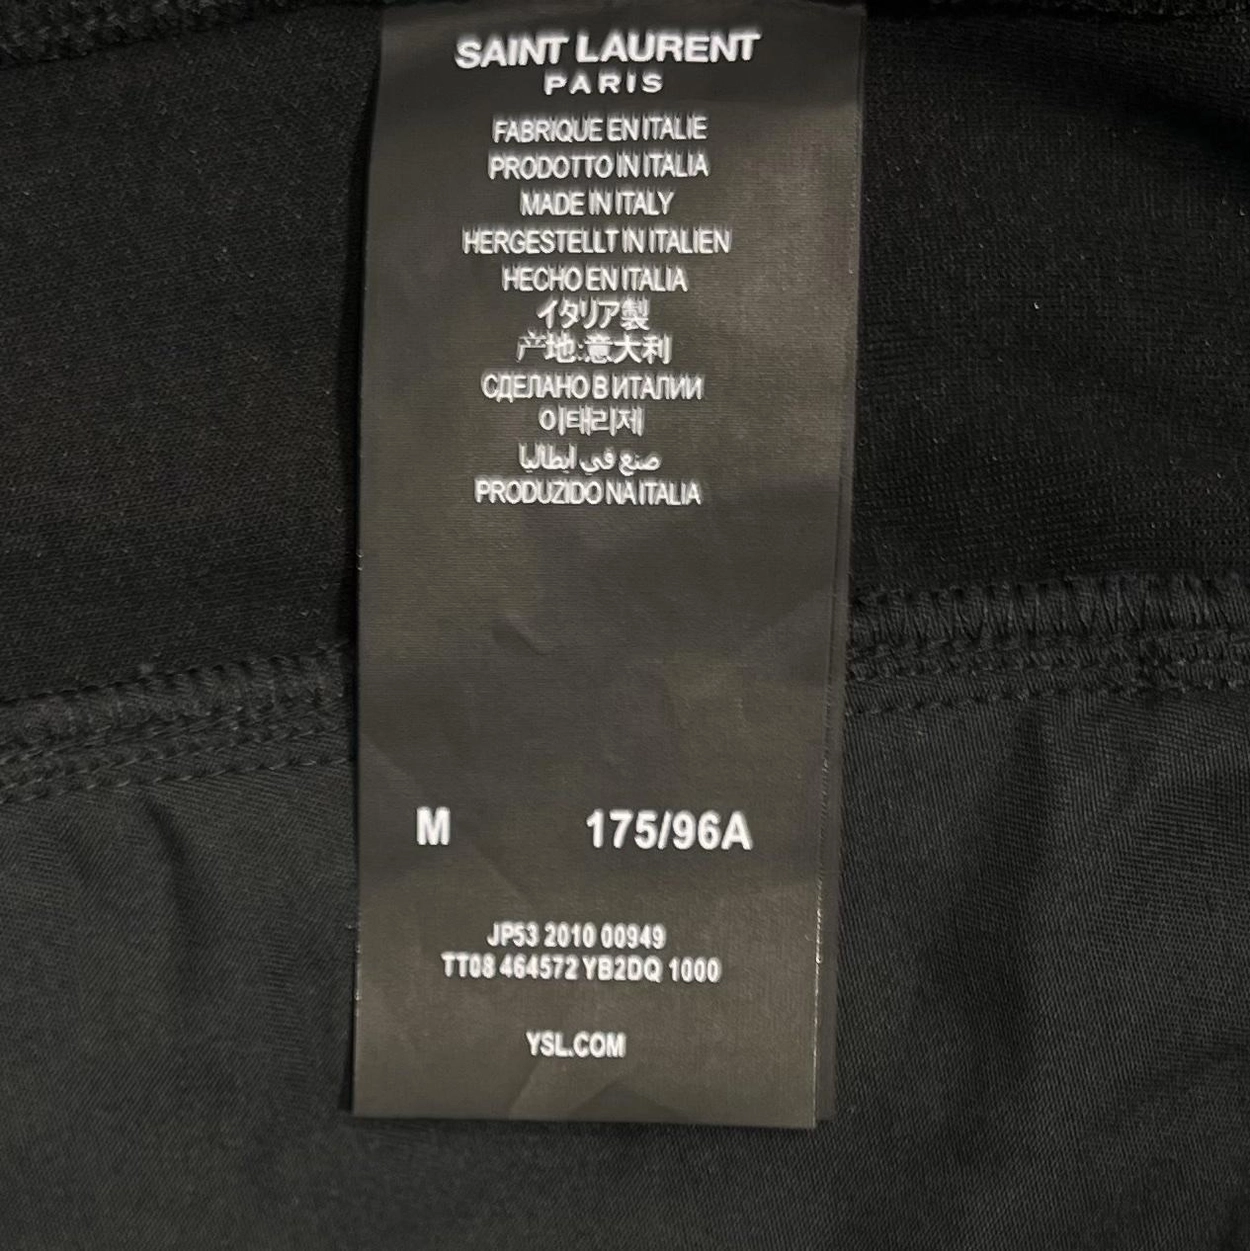 SAINT LAURENT
PARIS
FABRIQUE EN ITALIE
PRODOTTO IN ITALIA
MADE IN ITALY
HERGESTELLT IN ITALIEN
HECHO EN ITALIA
イタリア製
产地:意大利
СДЕЛАНО В ИТАЛИИ
이태리제
صنع في ايطاليا
PRODUZIDO NA ITALIA
M 175/96A
JP53 2010 00949
TT08 464572 YB2DQ 1000
YSL.COM